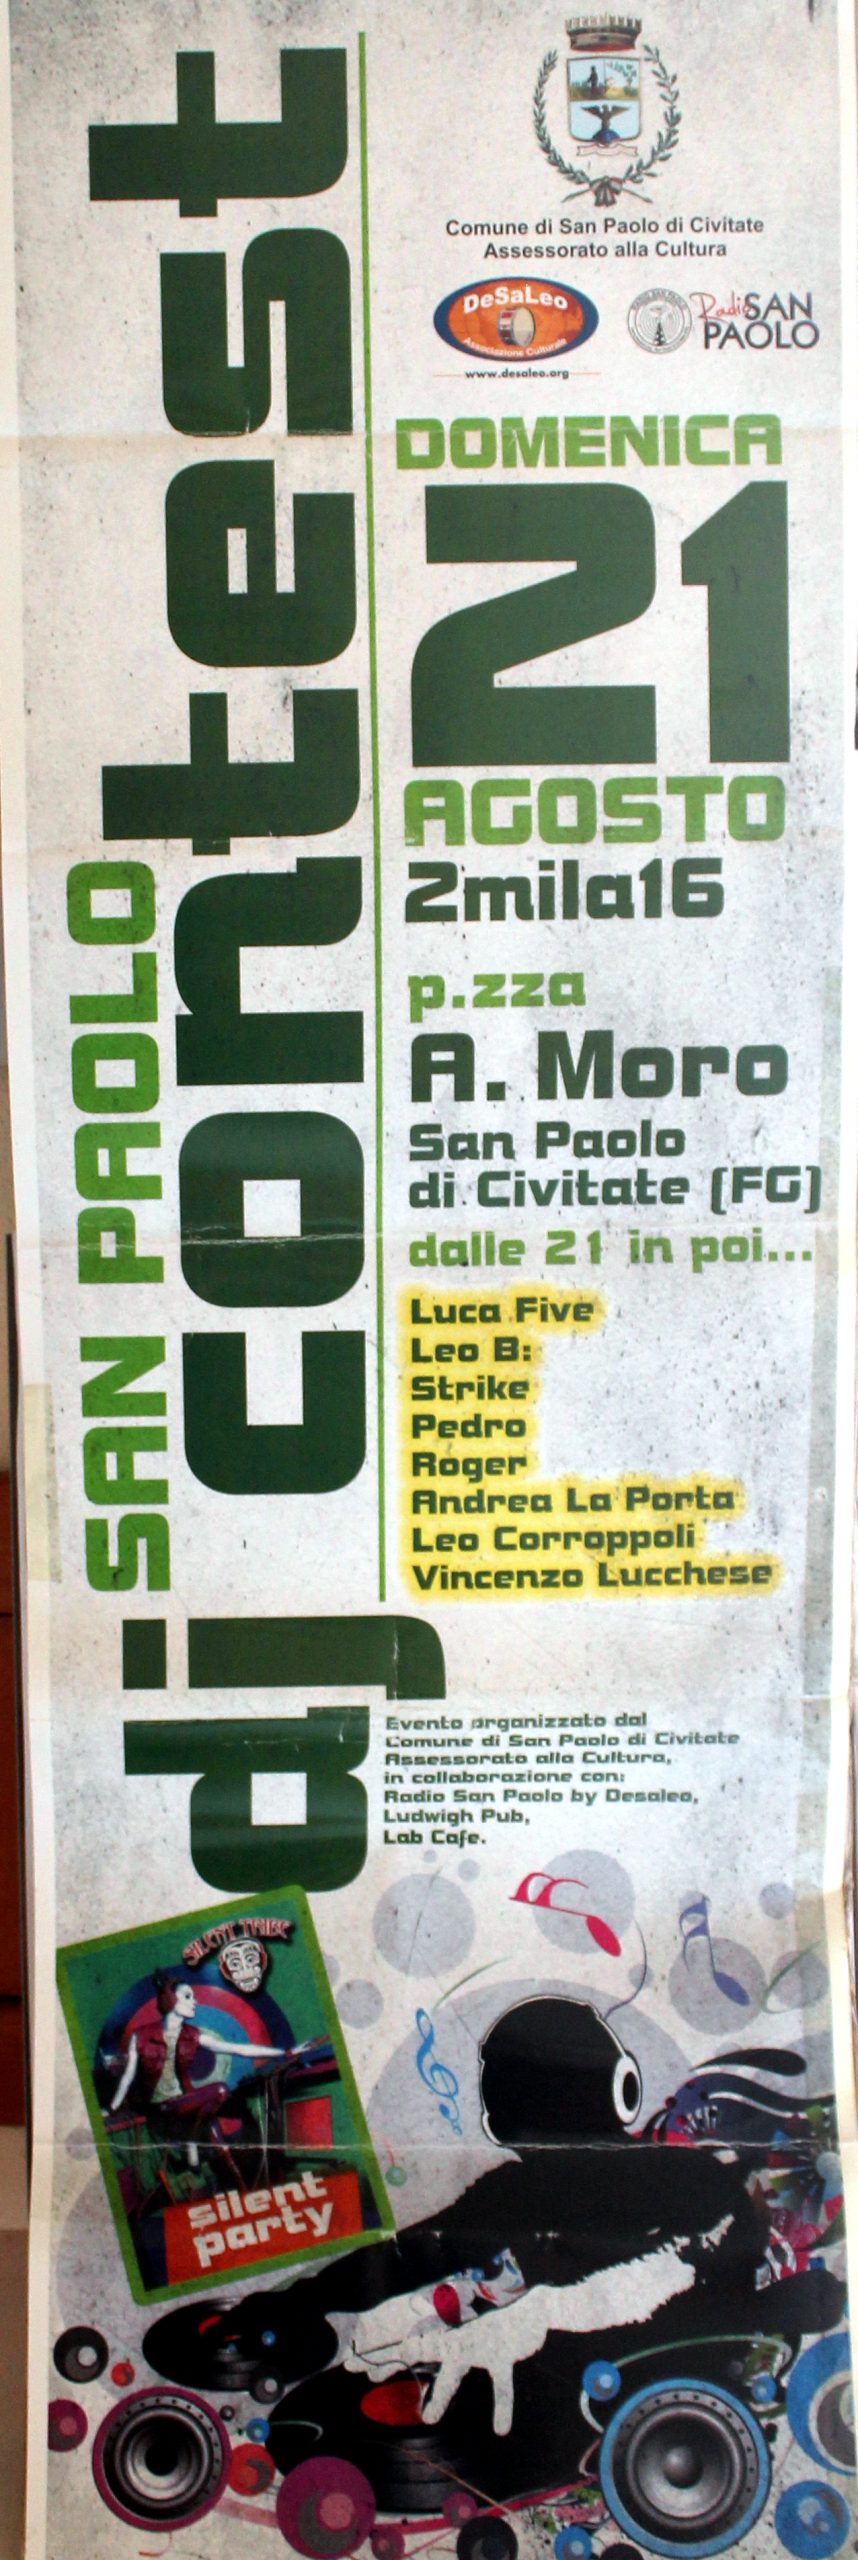 Comune di San Paolo di Civitate
Assessorato alla Cultura
DeSaLeo
Associazione Culturale
www.desaleo.org
Radio SAN
PAOLO
SAN PAOLO
dj contest
DOMENICA
21
AGOSTO
2mila16
p.zza
A. Moro
San Paolo
di Civitate (FG)
dalle 21 in poi...
Luca Five
Leo B:
Strike
Pedro
Roger
Andrea La Porta
Leo Corroppoli
Vincenzo Lucchese
Evento organizzato dal
Comune di San Paolo di Civitate
Assessorato alla Cultura,
in collaborazione con:
Radio San Paolo by Desaleo,
Ludwigh Pub,
Lab Cafe.
SILENT TRIBE
silent
party